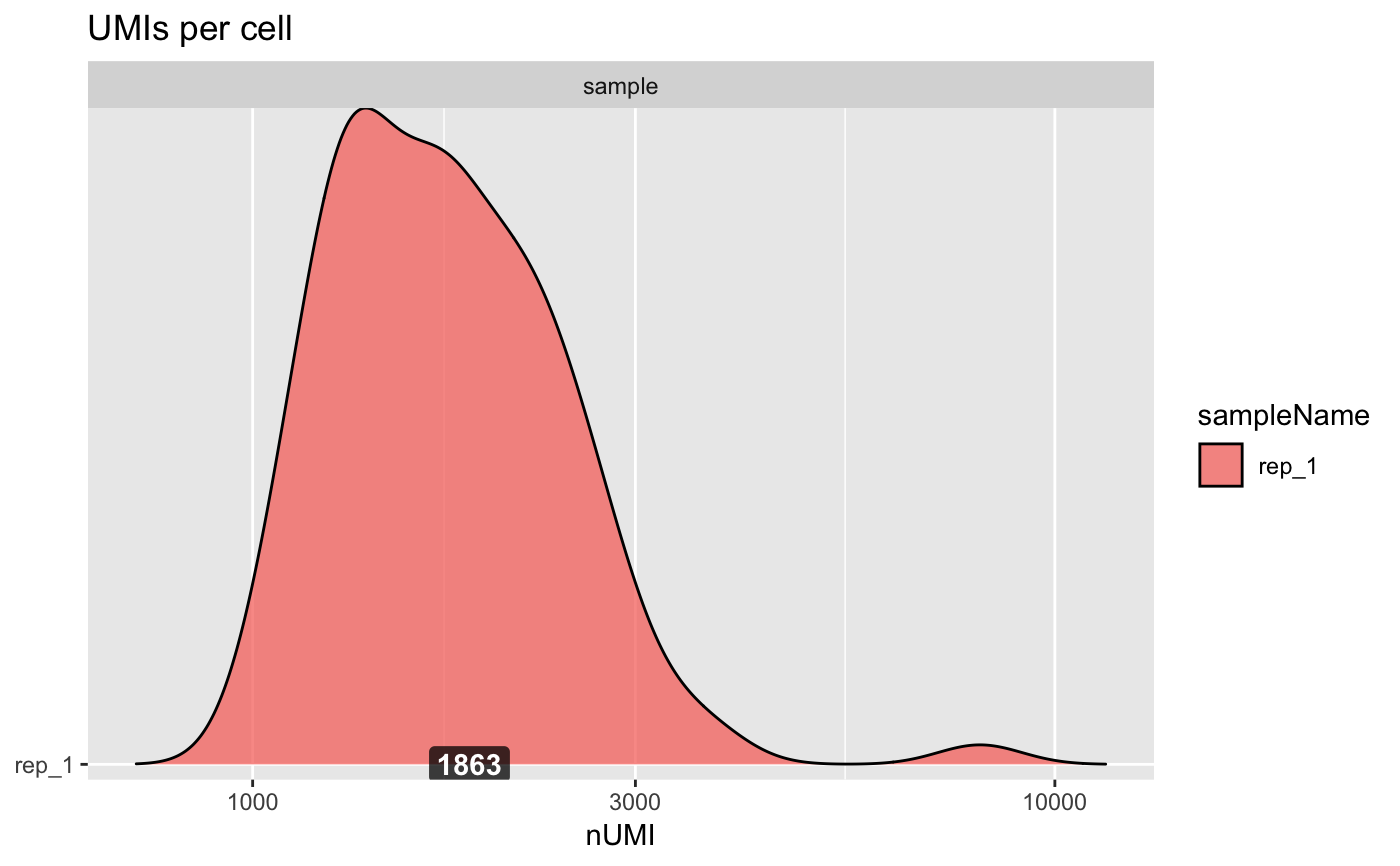 UMIs per cell
sample
sampleName
rep_1
rep_1
1863
1000 3000 10000
nUMI